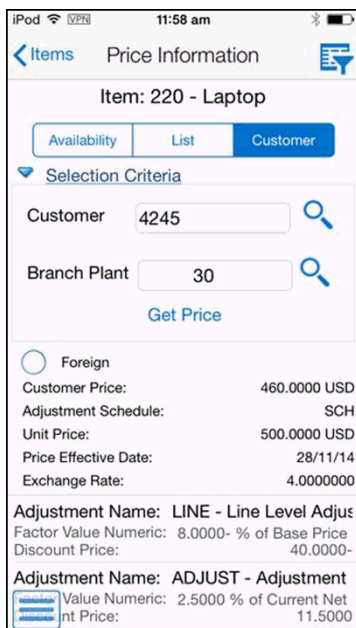 iPod VPN 11:58 am
Items Price Information
Item: 220 - Laptop
Availability List Customer
Selection Criteria
Customer 4245
Branch Plant 30
Get Price
Foreign
Customer Price: 460.0000 USD
Adjustment Schedule: SCH
Unit Price: 500.0000 USD
Price Effective Date: 28/11/14
Exchange Rate: 4.0000000
Adjustment Name: LINE - Line Level Adjus
Factor Value Numeric: 8.0000- % of Base Price
Discount Price: 40.0000-
Adjustment Name: ADJUST - Adjustment
Value Numeric: 2.5000 % of Current Net
nt Price: 11.5000